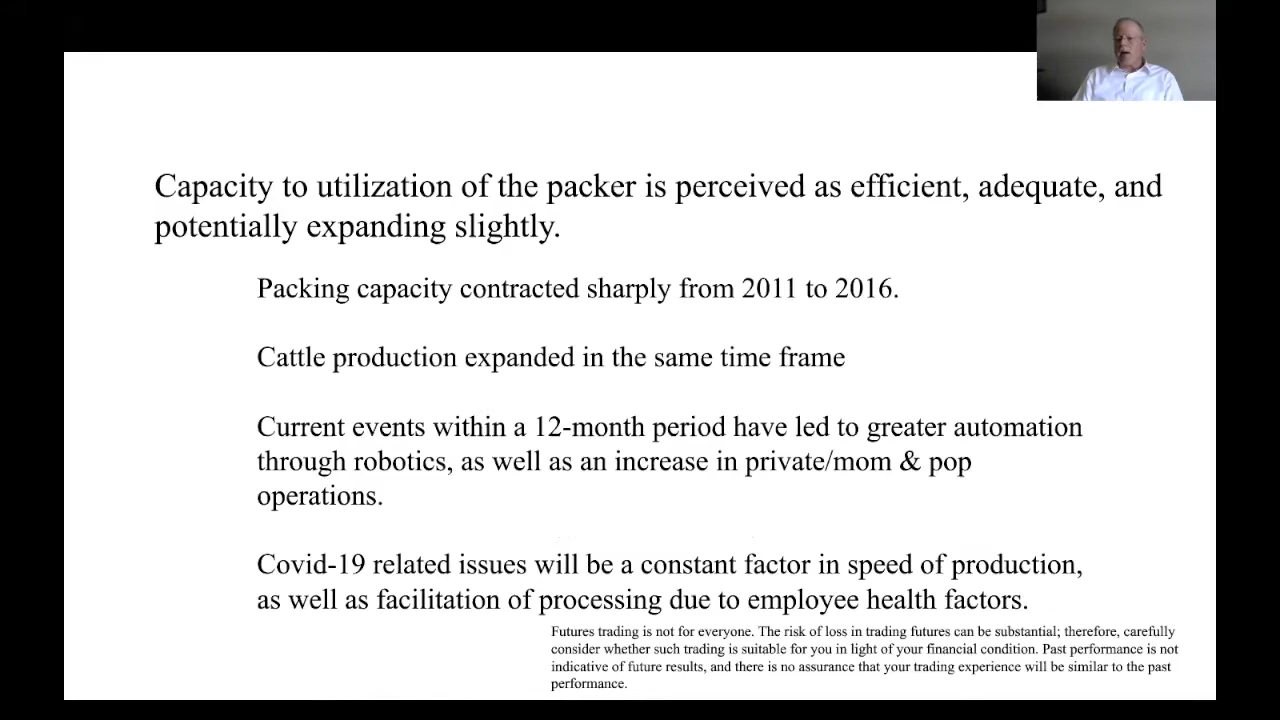 Capacity to utilization of the packer is perceived as efficient, adequate, and
potentially expanding slightly.
Packing capacity contracted sharply from 2011 to 2016.
Cattle production expanded in the same time frame
Current events within a 12-month period have led to greater automation
through robotics, as well as an increase in private/mom & pop
operations.
Covid-19 related issues will be a constant factor in speed of production,
as well as facilitation of processing due to employee health factors.
Futures trading is not for everyone. The risk of loss in trading futures can be substantial; therefore, carefully
consider whether such trading is suitable for you in light of your financial condition. Past performance is not
indicative of future results, and there is no assurance that your trading experience will be similar to the past
performance.